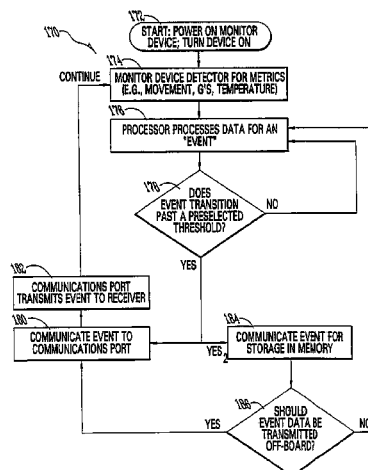 170
172
START: POWER ON MONITOR
DEVICE; TURN DEVICE ON
CONTINUE
174
MONITOR DEVICE DETECTOR FOR METRICS
(E.G., MOVEMENT, G'S, TEMPERATURE)
176
PROCESSOR PROCESSES DATA FOR AN
"EVENT"
178
DOES
EVENT TRANSITION
PAST A PRESELECTED
THRESHOLD?
NO
YES
182
COMMUNICATIONS PORT
TRANSMITS EVENT TO RECEIVER
180
COMMUNICATE EVENT TO
COMMUNICATIONS PORT
YES
2
184
COMMUNICATE EVENT FOR
STORAGE IN MEMORY
186
SHOULD
EVENT DATA BE
TRANSMITTED
OFF-BOARD?
YES
NO